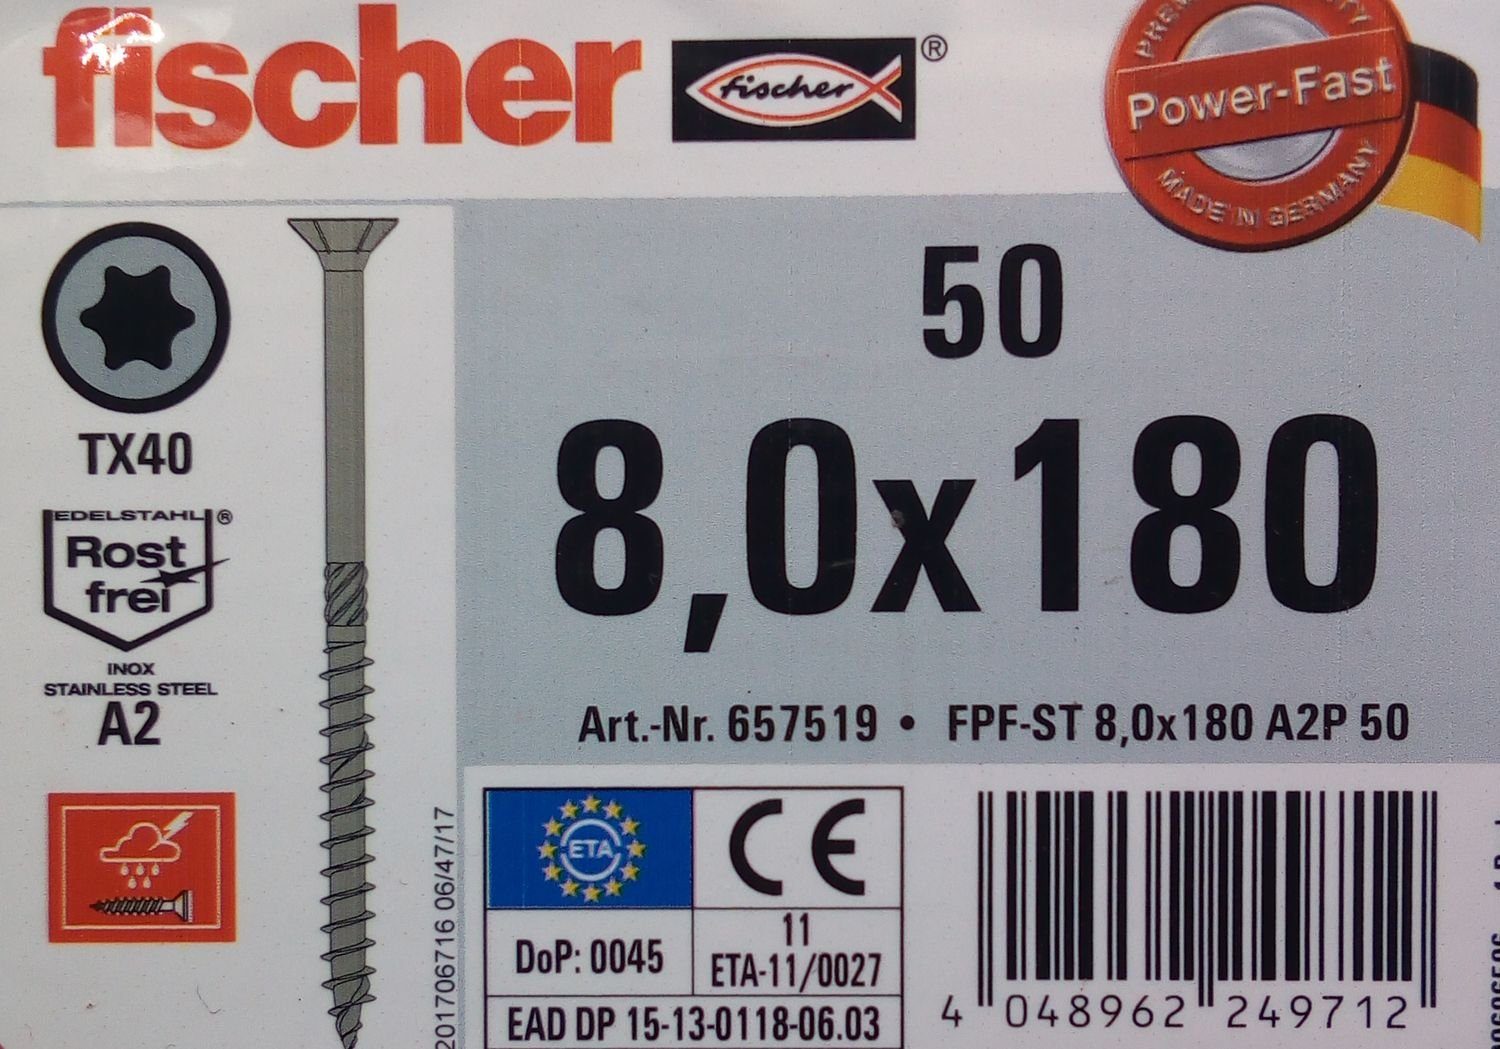 fischer
fischer ®
Power-Fast
MADE IN GERMANY
50
TX40
8,0x180
EDELSTAHL ®
Rost
frei
INOX
STAINLESS STEEL
A2
Art.-Nr. 657519 • FPF-ST 8,0x180 A2P 50
201706716 06/47/17
ETA
CE
DoP: 0045
11
ETA-11/0027
EAD DP 15-13-0118-06.03
4 048962 249712